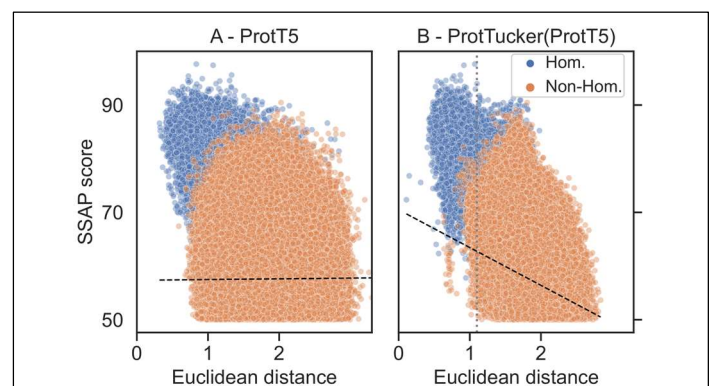 A - ProtT5
B - ProtTucker(ProtT5)
Hom.
Non-Hom.
SSAP score
90
70
50
0 1 2
0 1 2
Euclidean distance
Euclidean distance